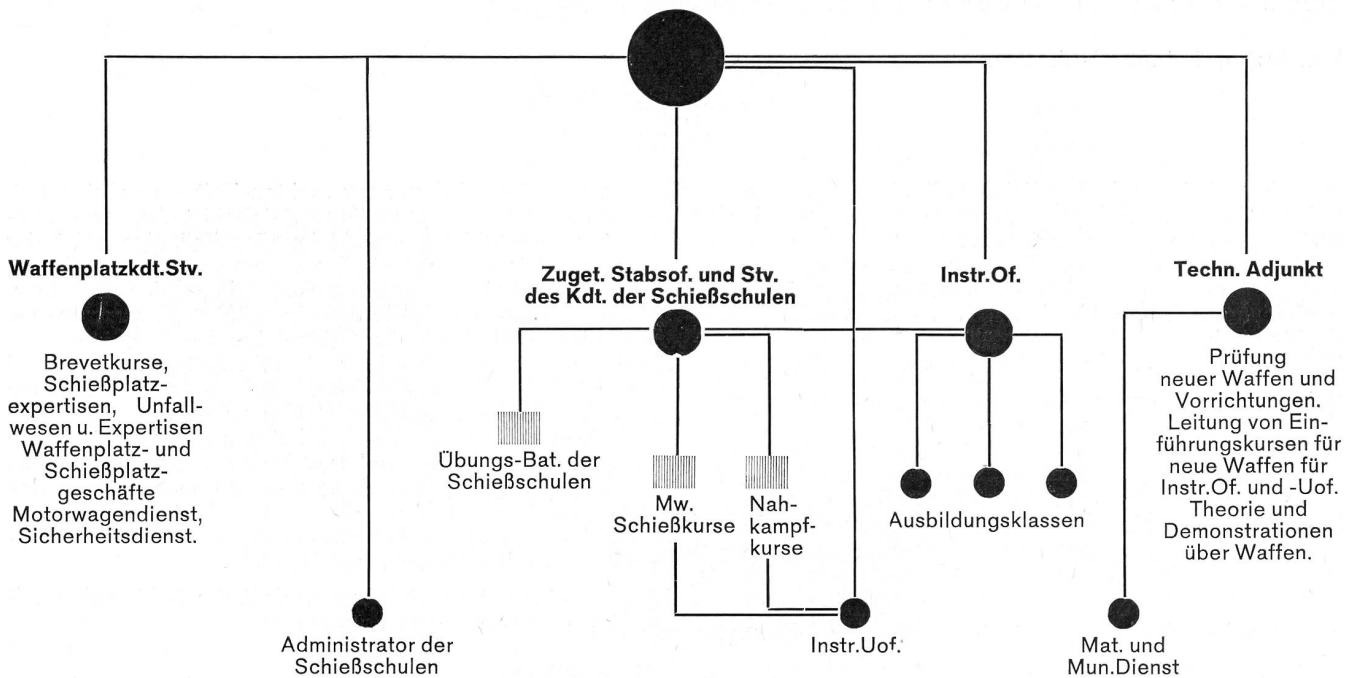 Waffenplatzkdt.Stv.
Brevetkurse,
Schießplatz-
expertisen, Unfall-
wesen u. Expertisen
Waffenplatz- und
Schießplatz-
geschäfte
Motorwagendienst,
Sicherheitsdienst.
Administrator der
Schießschulen
Zuget. Stabsof. und Stv.
des Kdt. der Schießschulen
Übungs-Bat. der
Schießschulen
Mw.
Schießkurse
Nah-
kampf-
kurse
Instr.Uof.
Instr.Of.
Ausbildungsklassen
Techn. Adjunkt
Prüfung
neuer Waffen und
Vorrichtungen.
Leitung von Ein-
führungskursen für
neue Waffen für
Instr.Of. und -Uof.
Theorie und
Demonstrationen
über Waffen.
Mat. und
Mun.Dienst